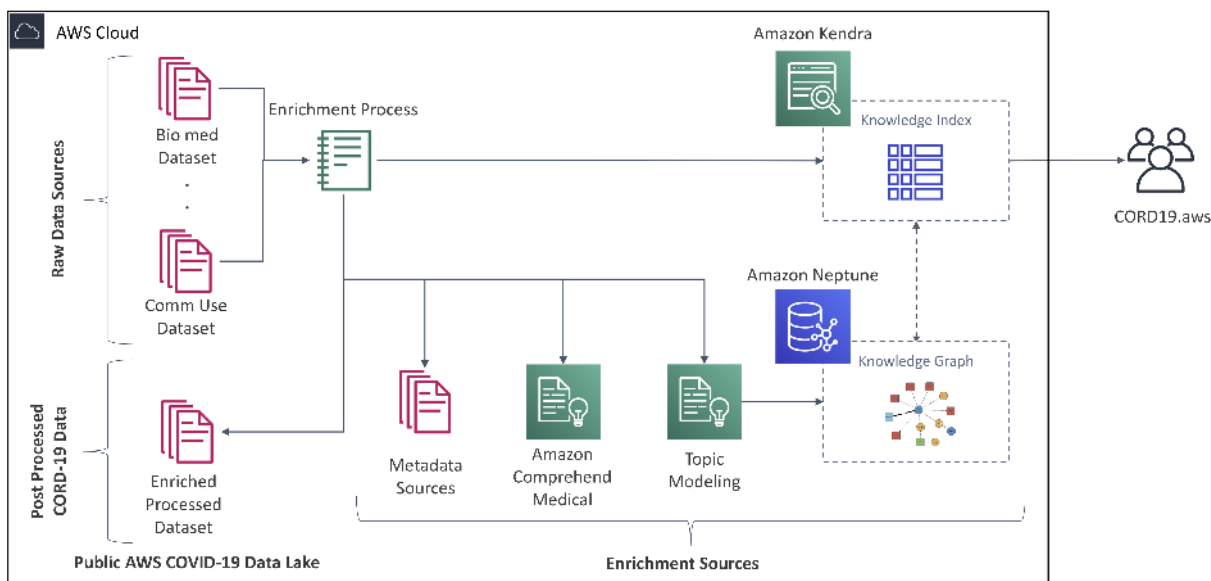 AWS Cloud
Raw Data Sources
Bio med
Dataset
.
.
Comm Use
Dataset
Enrichment Process
Amazon Kendra
Knowledge Index
CORD19.aws
Amazon Neptune
Knowledge Graph
Post Processed
CORD-19 Data
Enriched
Processed
Dataset
Metadata
Sources
Amazon
Comprehend
Medical
Topic
Modeling
Public AWS COVID-19 Data Lake
Enrichment Sources